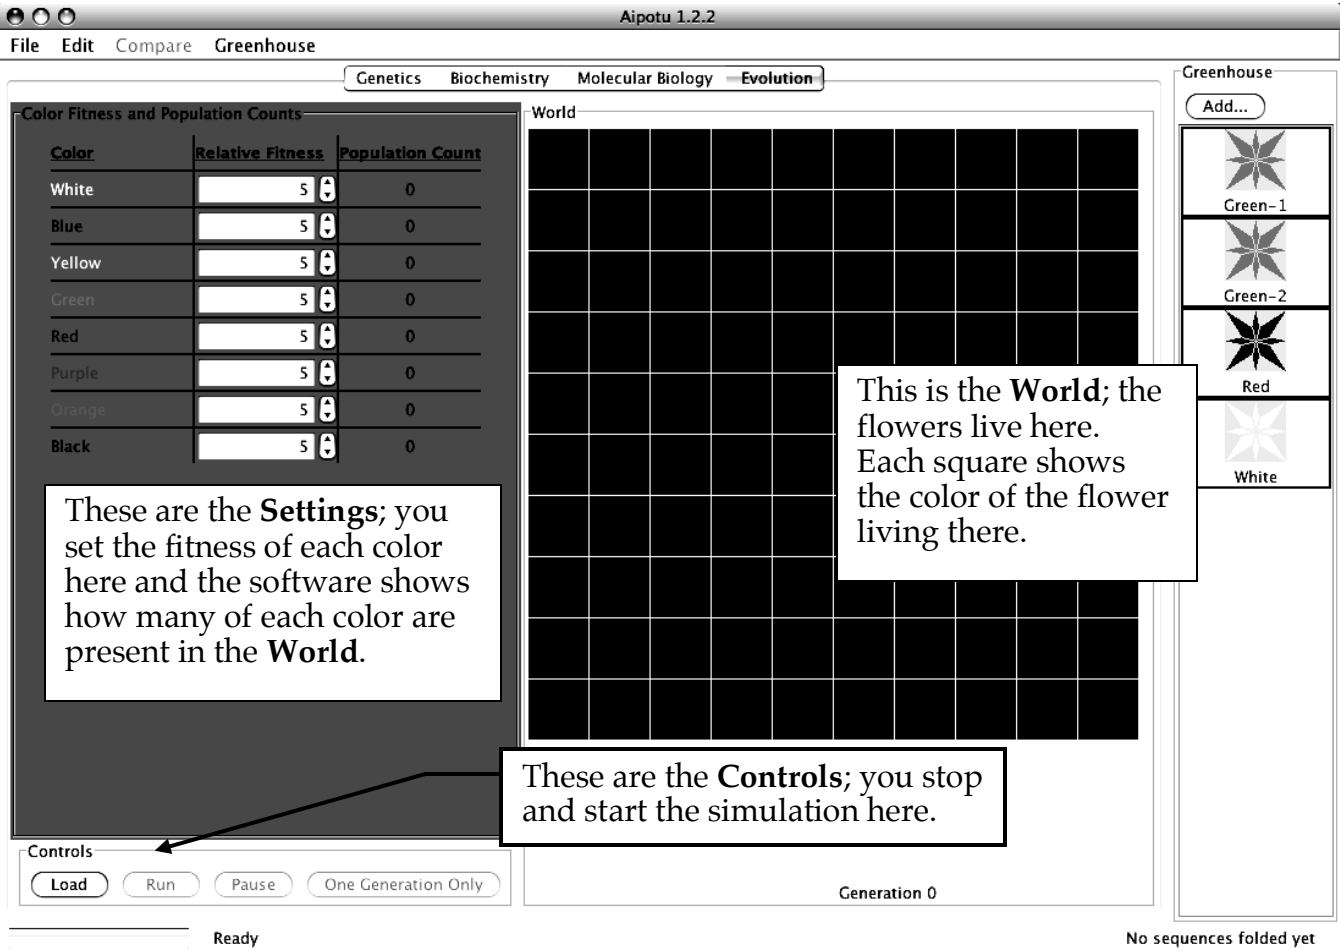 Aipotu 1.2.2
File Edit Compare Greenhouse
Genetics Biochemistry Molecular Biology Evolution
Color Fitness and Population Counts
Color Relative Fitness Population Count
White 5 0
Blue 5 0
Yellow 5 0
Green 5 0
Red 5 0
Purple 5 0
Orange 5 0
Black 5 0
These are the Settings; you
set the fitness of each color
here and the software shows
how many of each color are
present in the World.
World
This is the World; the
flowers live here.
Each square shows
the color of the flower
living there.
These are the Controls; you stop
and start the simulation here.
Controls
Load Run Pause One Generation Only
Generation 0
Greenhouse
Add...
Green-1
Green-2
Red
White
Ready
No sequences folded yet